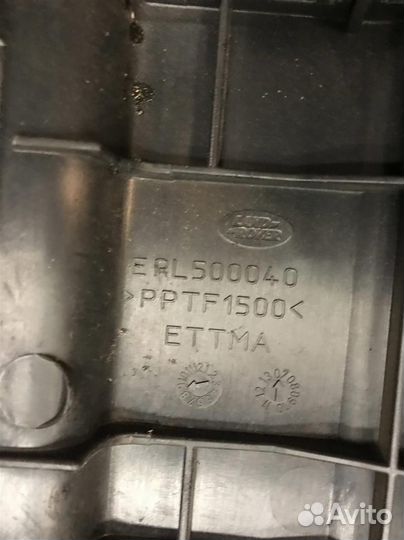 LAND-
ROVER
ERL500040
>PPTF1500<
ETTMA
Avito